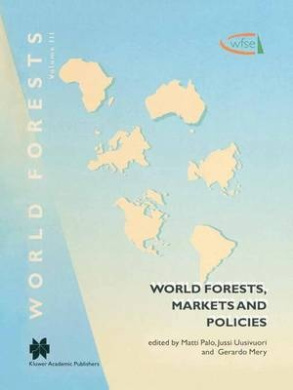 WORLD FORESTS
Volume III
wfse
WORLD FORESTS,
MARKETS AND
POLICIES
edited by Matti Palo, Jussi Uusivuori
and Gerardo Mery
Kluwer Academic Publishers